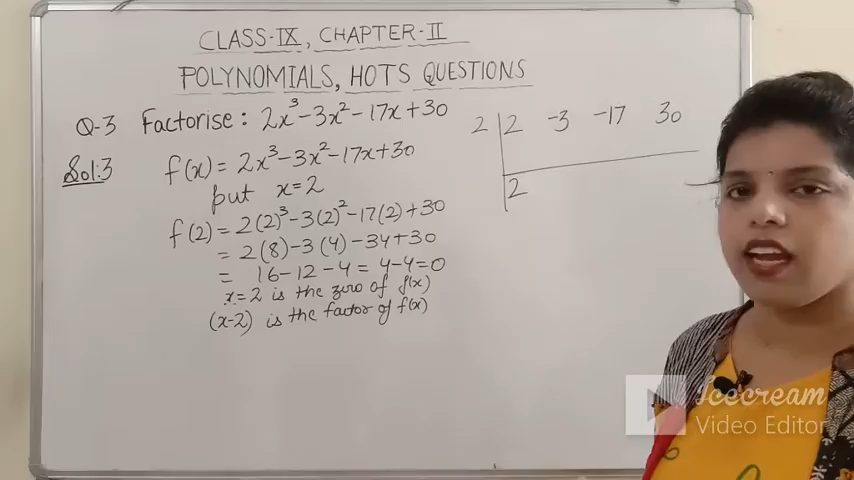 CLASS-IX, CHAPTER-II
POLYNOMIALS, HOTS QUESTIONS
Q-3 Factorise: 2x³-3x²-17x+30
Sol:3 f(x)= 2x³-3x²-17x+30
put x=2
f(2)= 2(2)³-3(2)²-17(2)+30
= 2(8)-3(4)-34+30
= 16-12-4 = 4-4=0
x=2 is the zero of f(x)
(x-2) is the factor of f(x)
2 | 2 -3 -17 30
2
Icecream
Video Editor